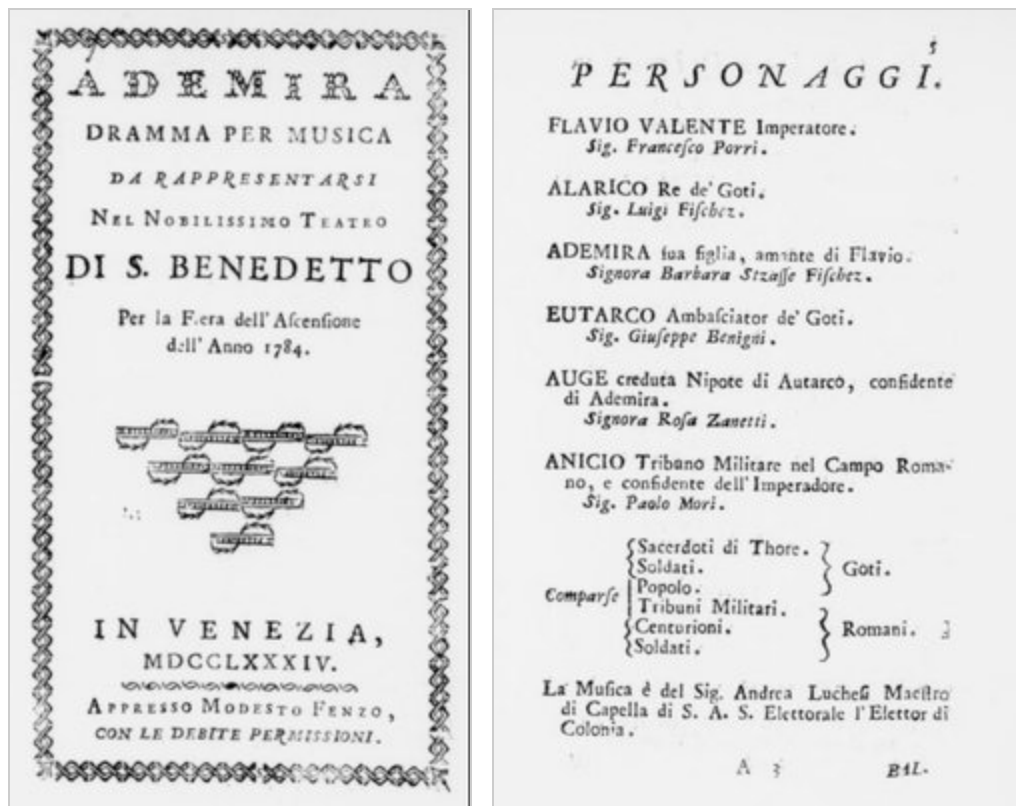 ADEMIRA
DRAMMA PER MUSICA
DA RAPPRESENTARSI
NEL NOBILISSIMO TEATRO
DI S. BENEDETTO
Per la Fiera dell' Aſcenſione
dell' Anno 1784.
IN VENEZIA,
MDCCLXXXIV.
APPRESSO MODESTO FENZO,
CON LE DEBITE PERMISSIONI.
5
PERSONAGGI.
FLAVIO VALENTE Imperatore.
Sig. Franceſco Porri.
ALARICO Re de' Goti.
Sig. Luigi Fiſchez.
ADEMIRA ſua figlia, amante di Flavio.
Signora Barbara Stzaſſe Fiſchez.
EUTARCO Ambaſciator de' Goti.
Sig. Giuſeppe Benigni.
AUGE creduta Nipote di Autarco, confidente
di Ademira.
Signora Roſa Zanetti.
ANICIO Tribuno Militare nel Campo Roma-
no, e confidente dell' Imperadore.
Sig. Paolo Mori.
Comparſe
Sacerdoti di Thore.
Soldati.
Popolo.
Goti.
Tribuni Militari.
Centurioni.
Soldati.
Romani.
La Muſica è del Sig. Andrea Lucheſi Maeſtro
di Capella di S. A. S. Elettorale l' Elettor di
Colonia.
A 3 BAL-